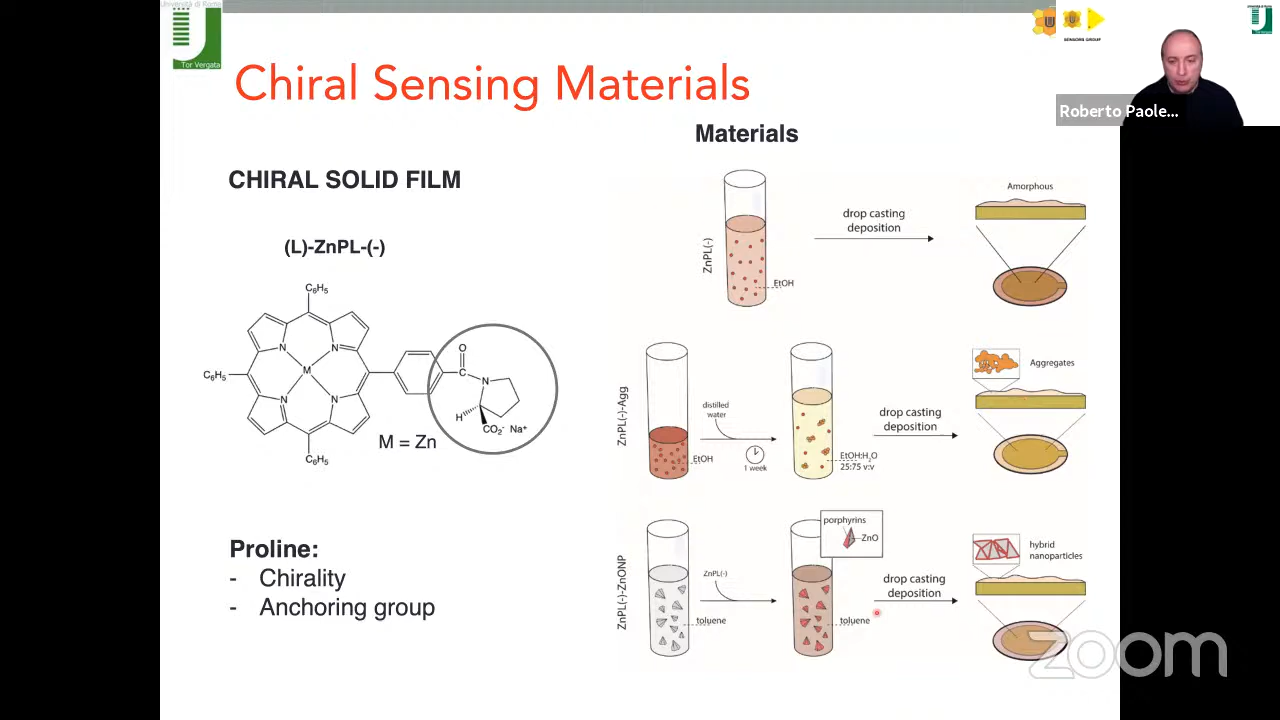 Università di Roma
Tor Vergata
SENSORS GROUP
Roberto Paole...
Chiral Sensing Materials
Materials
CHIRAL SOLID FILM
(L)-ZnPL-(-)
C6H5
C6H5
C6H5
N
N
N
N
M
O
C
N
H
CO2- Na+
M = Zn
Proline:
- Chirality
- Anchoring group
ZnPL(-)
EtOH
drop casting
deposition
Amorphous
ZnPL(-)-Agg
EtOH
distilled
water
1 week
EtOH:H2O
25:75 v:v
drop casting
deposition
Aggregates
ZnPL(-)-ZnONP
toluene
ZnPL(-)
porphyrins
ZnO
toluene
drop casting
deposition
hybrid
nanoparticles
zoom